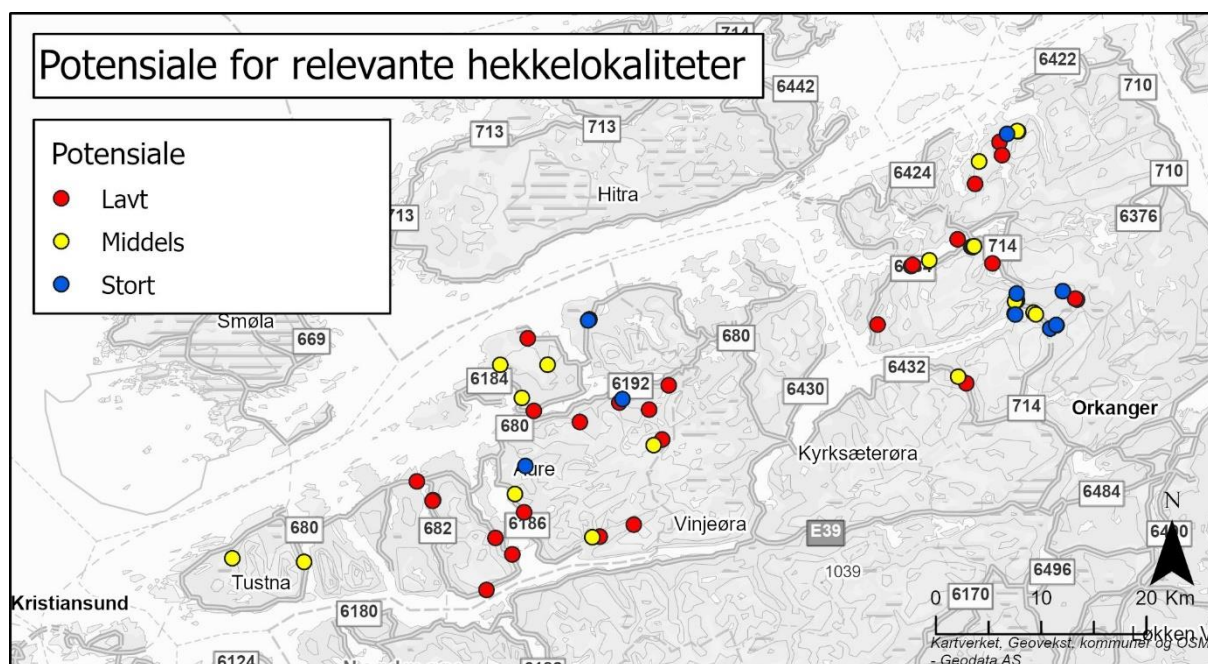 Potensiale for relevante hekkelokaliteter
Potensiale
Lavt
Middels
Stort
714
6442
6422
710
713
713
Hitra
6424
710
713
6376
714
Smøla
669
680
6184
6192
6432
6430
680
714
Orkanger
Aure
Kyrksæterøra
6484
682
6186
Vinjeøra
680
E39
N
Tustna
1039
6496
Kristiansund
6180
6170
0 10 20 Km
Løkken V
Kartverket, Geovekst, kommuner og OSM
- Geodata AS
6124